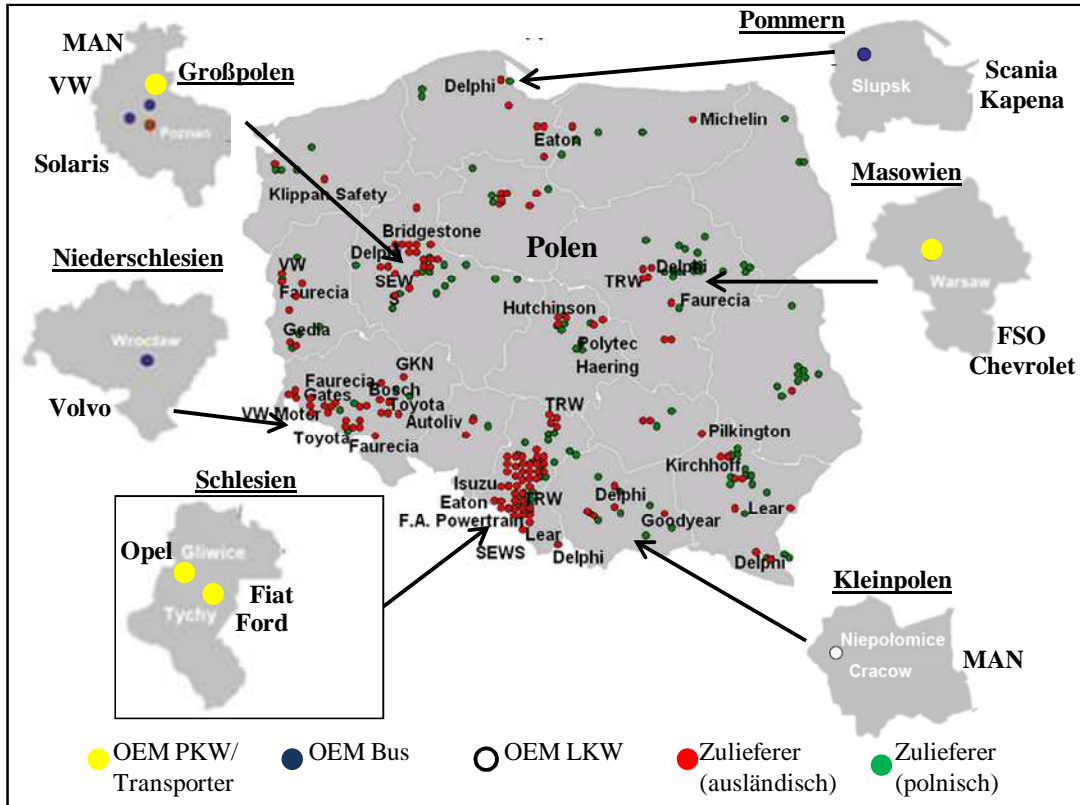 MAN
VW
Großpolen
Poznan
Solaris
Pommern
Slupsk
Scania
Kapena
Delphi
Eaton
Michelin
Klippan Safety
Masowien
Warsaw
FSO
Chevrolet
Bridgestone
Polen
Delphi
SEW
S
VW
Faurecia
Gedia
Delphi
TRW
Faurecia
Hutchinson
Polytec
Haering
Niederschlesien
Wroclaw
Volvo
GKN
Faurecia
Bosch
Gates
Toyota
VW-Motor
Autoliv
Toyota
Faurecia
TRW
Pilkington
Kirchhoff
Schlesien
Gliwice
Opel
Tychy
Fiat
Ford
Isuzu
Eaton
TRW
F.A. Powertrain
Lear
SEWS
Delphi
Delphi
Goodyear
Lear
Delphi
Kleinpolen
Niepołomice
Cracow
MAN
OEM PKW/
Transporter
OEM Bus
OEM LKW
Zulieferer
(ausländisch)
Zulieferer
(polnisch)